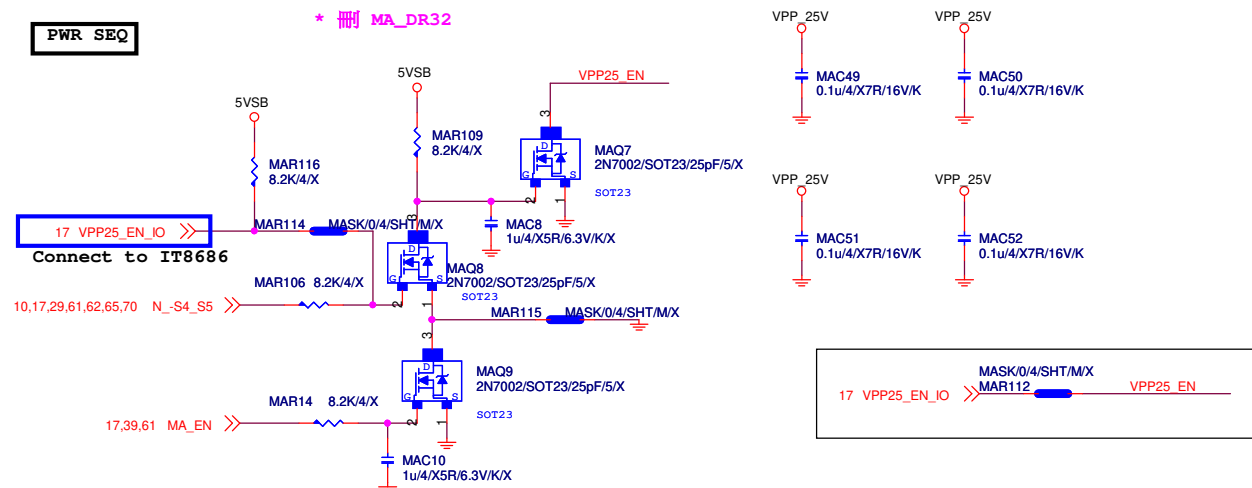 * 刪 MA_DR32
PWR SEQ
5VSB
VPP25_EN
5VSB
MAR109
8.2K/4/X
MAQ7
2N7002/SOT23/25pF/5/X
SOT23
D
G
S
3
2
1
MAR116
8.2K/4/X
MAC8
1u/4/X5R/6.3V/K/X
17 VPP25_EN_IO
Connect to IT8686
MAR114
MASK/0/4/SHT/M/X
MAQ8
2N7002/SOT23/25pF/5/X
SOT23
D
G
S
3
2
1
MAR106 8.2K/4/X
10,17,29,61,62,65,70 N_-S4_S5
MAR115
MASK/0/4/SHT/M/X
MAQ9
2N7002/SOT23/25pF/5/X
SOT23
D
G
S
3
2
1
MAR14 8.2K/4/X
17,39,61 MA_EN
MAC10
1u/4/X5R/6.3V/K/X
VPP_25V
MAC49
0.1u/4/X7R/16V/K
VPP_25V
MAC50
0.1u/4/X7R/16V/K
VPP_25V
MAC51
0.1u/4/X7R/16V/K
VPP_25V
MAC52
0.1u/4/X7R/16V/K
MASK/0/4/SHT/M/X
17 VPP25_EN_IO
MAR112
VPP25_EN